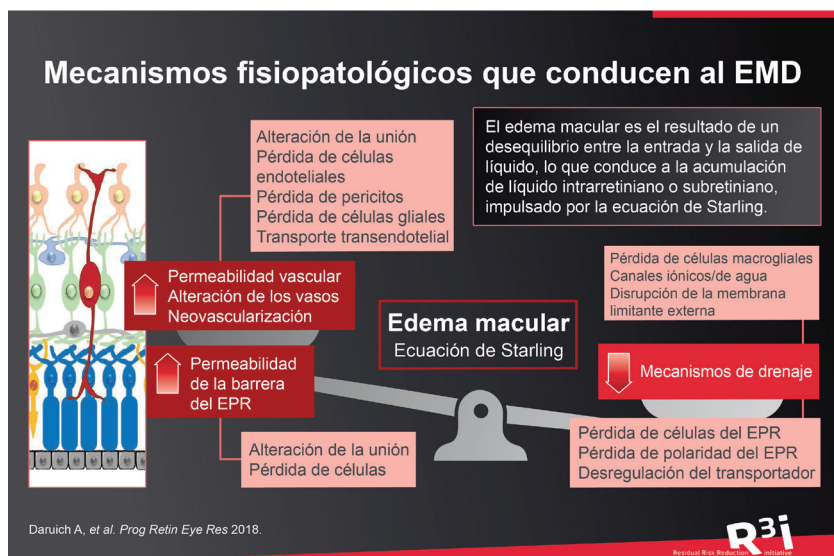 Mecanismos fisiopatológicos que conducen al EMD
Alteración de la unión
Pérdida de células
endoteliales
Pérdida de pericitos
Pérdida de células gliales
Transporte transendotelial
El edema macular es el resultado de un
desequilibrio entre la entrada y la salida de
líquido, lo que conduce a la acumulación
de líquido intrarretiniano o subretiniano,
impulsado por la ecuación de Starling.
Permeabilidad vascular
Alteración de los vasos
Neovascularización
Pérdida de células macrogliales
Canales iónicos/de agua
Disrupción de la membrana
limitante externa
Edema macular
Ecuación de Starling
Permeabilidad
de la barrera
del EPR
Mecanismos de drenaje
Alteración de la unión
Pérdida de células
Pérdida de células del EPR
Pérdida de polaridad del EPR
Desregulación del transportador
Daruich A, et al. Prog Retin Eye Res 2018.
R3i
Residual Risk Reduction initiative